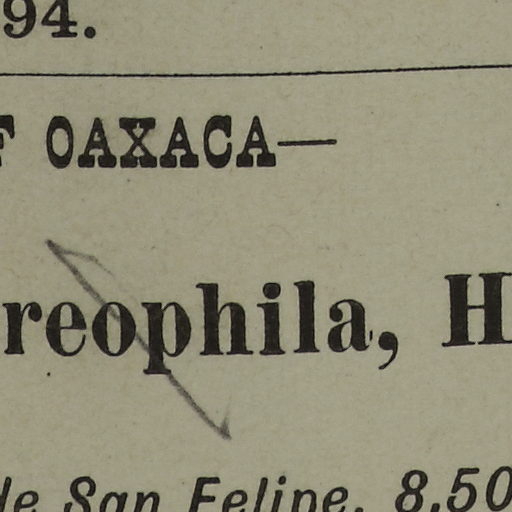 94.
F OAXACA—
reophila, H
de San Felipe, 8,50